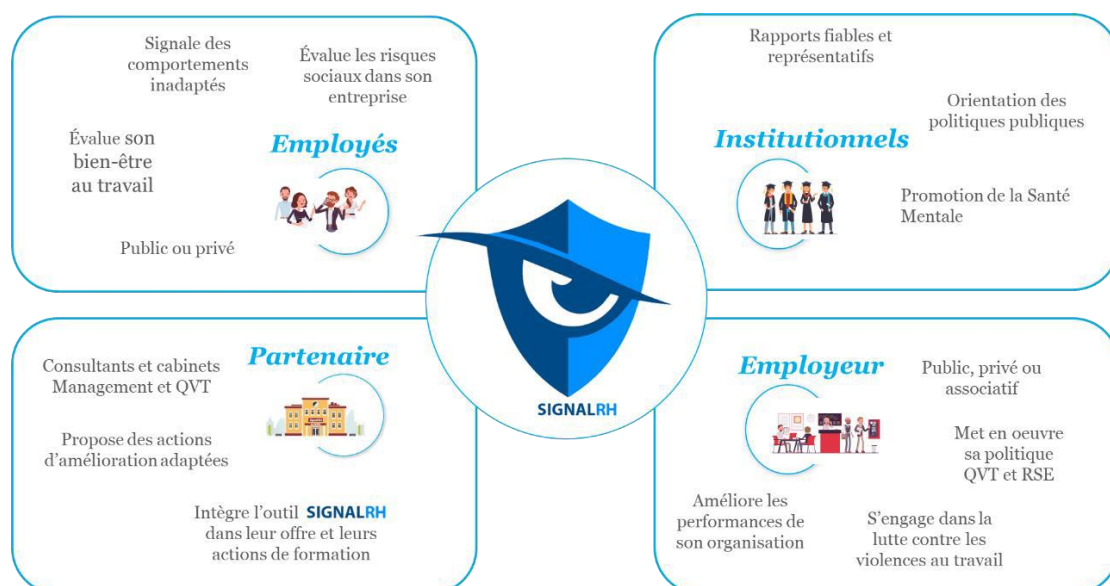 Signale des
comportements
inadaptés
Évalue les risques
sociaux dans son
entreprise
Évalue son
bien-être
au travail
Employés
Public ou privé
Rapports fiables et
représentatifs
Orientation des
politiques publiques
Institutionnels
Promotion de la Santé
Mentale
SIGNALRH
Partenaire
Consultants et cabinets
Management et QVT
Propose des actions
d'amélioration adaptées
Intègre l'outil SIGNALRH
dans leur offre et leurs
actions de formation
Employeur
Public, privé ou
associatif
Met en oeuvre
sa politique
QVT et RSE
Améliore les
performances de
son organisation
S'engage dans la
lutte contre les
violences au travail